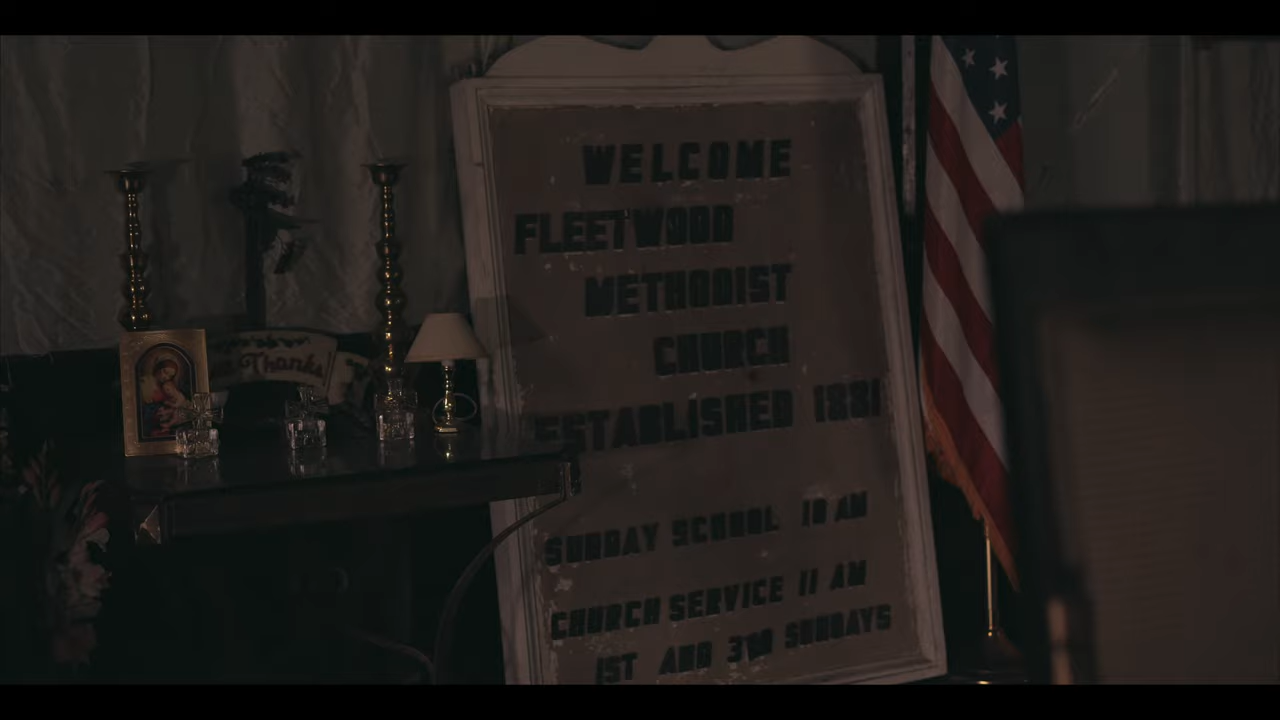 WELCOME
FLEETWOOD
METHODIST
CHURCH
ESTABLISHED 1881
SUNDAY SCHOOL 10 AM
CHURCH SERVICE 11 AM
1ST AND 3RD SUNDAYS
Thanks!